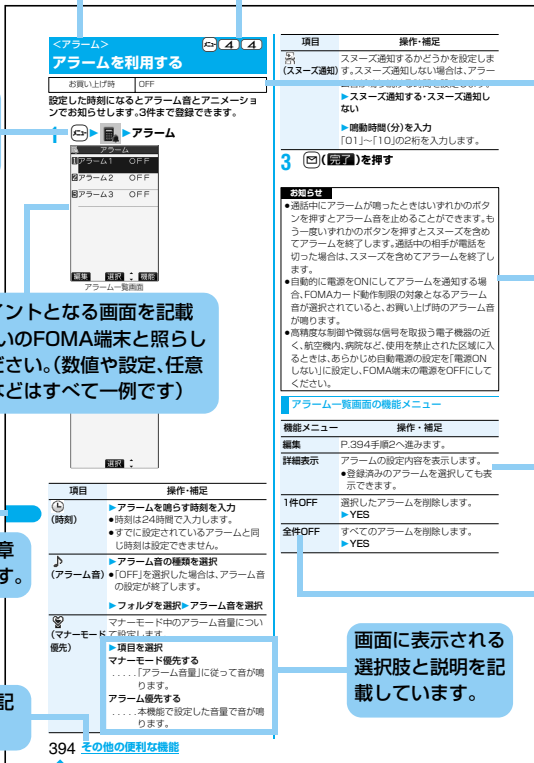 <アラーム>
4 4
アラームを利用する
お買い上げ時 OFF
設定した時刻になるとアラーム音とアニメーショ
ンでお知らせします。3件まで登録できます。
1 ▶アラーム
アラーム
1アラーム1 OFF
2アラーム2 OFF
3アラーム3 OFF
編集 選択 機能
アラーム一覧画面
イントとなる画面を記載
いのFOMA端末と照らし
ださい。(数値や設定、任意
などはすべて一例です)
選択
項目 操作・補足
(時刻)
▶アラームを鳴らす時刻を入力
●時刻は24時間で入力します。
●すでに設定されているアラームと同
じ時刻は設定できません。
(アラーム音)
▶アラーム音の種類を選択
●「OFF」を選択した場合は、アラーム音
の設定が終了します。
▶フォルダを選択▶アラーム音を選択
(マナーモード
優先)
マナーモード中のアラーム音量につい
て設定します。
▶項目を選択
マナーモード優先する
.....「アラーム音量」に従って音が鳴
ります。
アラーム優先する
.....本機能で設定した音量で音が鳴
ります。
章
す。
記
394 その他の便利な機能
項目 操作・補足
(スヌーズ通知)
スヌーズ通知するかどうかを設定しま
す。スヌーズ通知しない場合は、アラー
▶スヌーズ通知する・スヌーズ通知し
ない
▶鳴動時間(分)を入力
「01」〜「10」の2桁を入力します。
3 (完了)を押す
お知らせ
●通話中にアラームが鳴ったときはいずれかのボタ
ンを押すとアラーム音を止めることができます。も
う一度いずれかのボタンを押すとスヌーズを含め
てアラームを終了します。通話中の相手が電話を
切った場合は、スヌーズを含めてアラームを終了し
ます。
●自動的に電源をONにしてアラームを通知する場
合、FOMAカード動作制限の対象となるアラーム
音が選択されていると、お買い上げ時のアラーム音
が鳴ります。
●高精度な制御や微弱な信号を取扱う電子機器の近
く、航空機内、病院など、使用を禁止された区域に入
るときは、あらかじめ自動電源の設定を「電源ON
しない」に設定し、FOMA端末の電源をOFFにして
ください。
アラーム一覧画面の機能メニュー
機能メニュー 操作・補足
編集 P.394手順2へ進みます。
詳細表示 アラームの設定内容を表示します。
●登録済みのアラームを選択しても表
示できます。
1件OFF 選択したアラームを削除します。
▶YES
全件OFF すべてのアラームを削除します。
▶YES
画面に表示される
選択肢と説明を記
載しています。